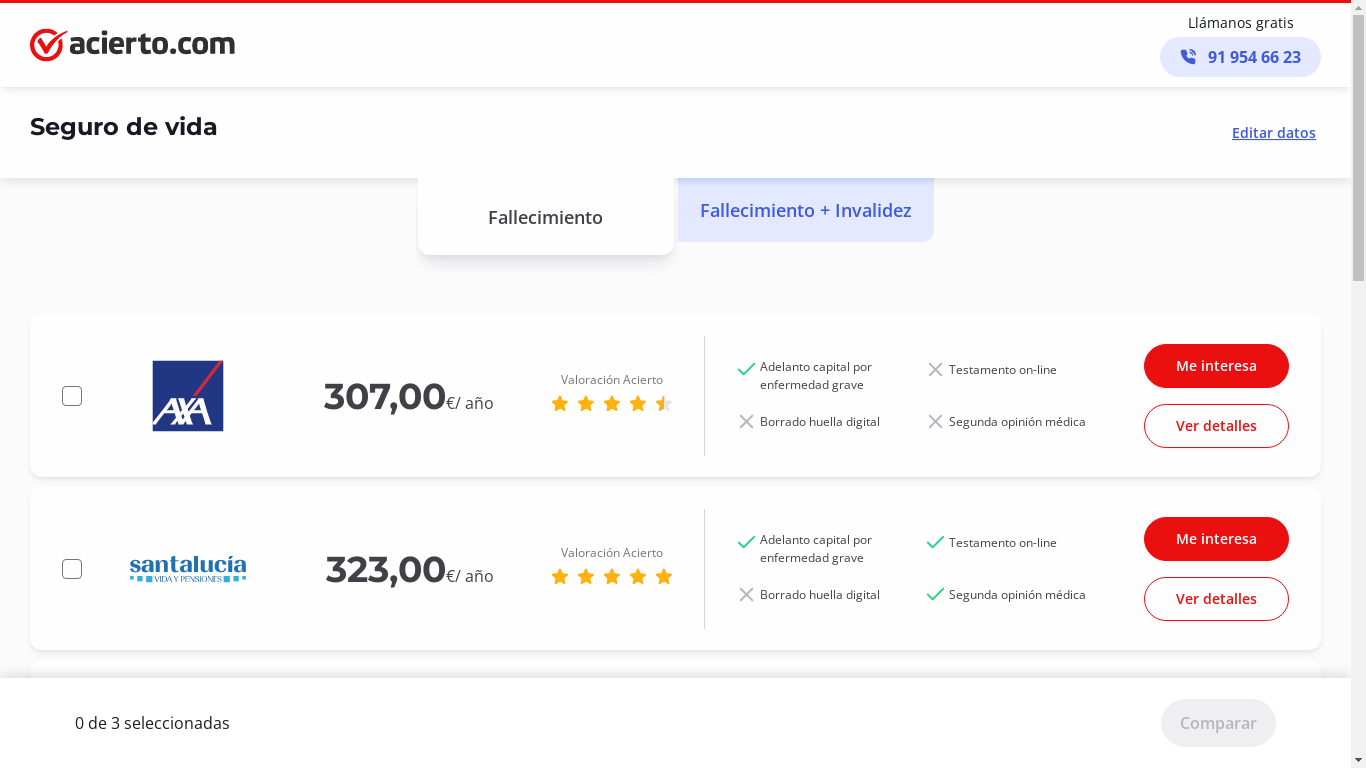 acierto.com
Llámanos gratis
91 954 66 23
Seguro de vida
Editar datos
Fallecimiento
Fallecimiento + Invalidez
AXA
307,00€/ año
Valoración Acierto
Adelanto capital por
enfermedad grave
Testamento on-line
Borrado huella digital
Segunda opinión médica
Me interesa
Ver detalles
santalucía
VIDA Y PENSIONES
323,00€/ año
Valoración Acierto
Adelanto capital por
enfermedad grave
Testamento on-line
Borrado huella digital
Segunda opinión médica
Me interesa
Ver detalles
0 de 3 seleccionadas
Comparar